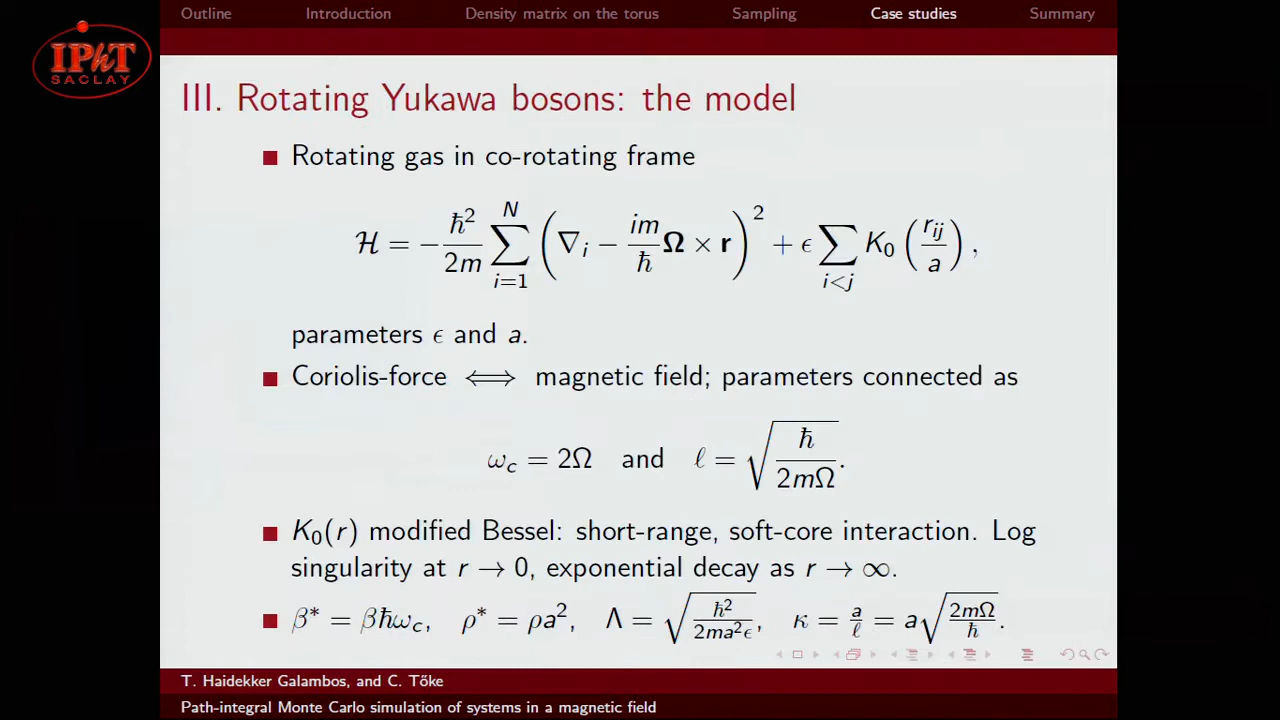 Outline Introduction Density matrix on the torus Sampling Case studies Summary
IPhT
SACLAY
III. Rotating Yukawa bosons: the model
Rotating gas in co-rotating frame
ℋ = −ℏ²/2m ∑_{i=1}^{N} (∇_i − im/ℏ Ω × r)² + ϵ ∑_{i<j} K₀ (r_{ij}/a),
parameters ϵ and a.
Coriolis-force ⟺ magnetic field; parameters connected as
ω_c = 2Ω and ℓ = √(ℏ/2mΩ).
K₀(r) modified Bessel: short-range, soft-core interaction. Log
singularity at r → 0, exponential decay as r → ∞.
β* = βℏω_c, ρ* = ρa², Λ = √(ℏ²/2ma²ϵ), κ = a/ℓ = a√(2mΩ/ℏ).
T. Haidekker Galambos, and C. Tőke
Path-integral Monte Carlo simulation of systems in a magnetic field